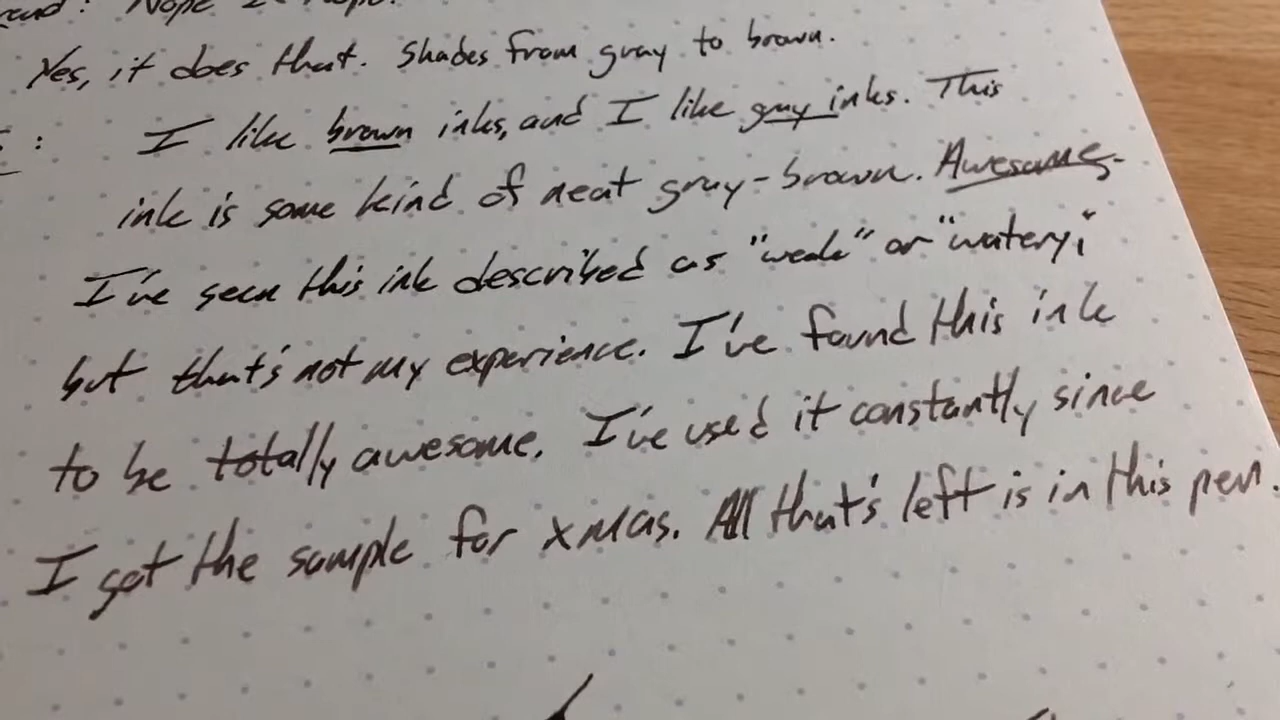 Nope
Yes, it does that. Shades from gray to brown.
: I like brown inks, and I like gray inks. This
ink is some kind of neat gray-brown. Awesome.
I've seen this ink described as "weak" or "watery,"
but that's not my experience. I've found this ink
to be totally awesome. I've used it constantly since
I got the sample for xmas. All that's left is in this pen.